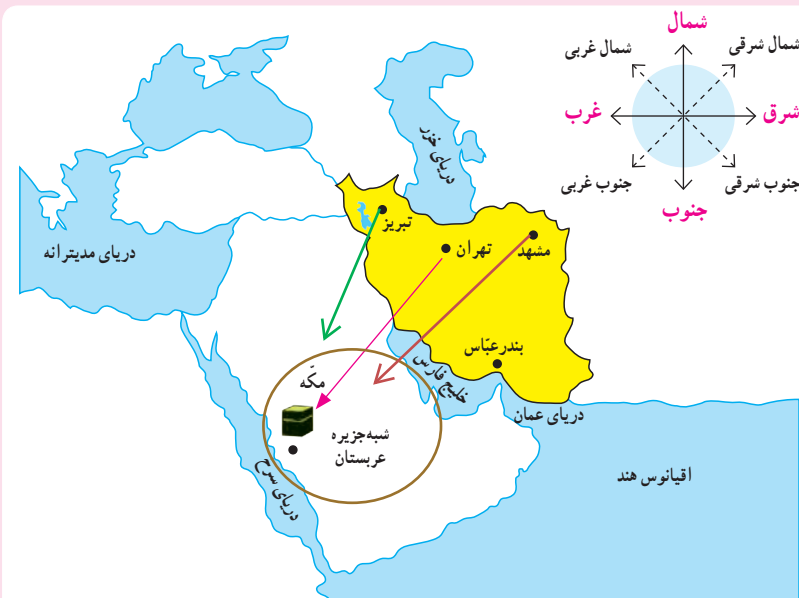 شمال
شمال شرقی
شمال غربی
شرق
غرب
جنوب شرقی
جنوب غربی
جنوب
دریای خزر
تبریز
تهران
مشهد
دریای مدیترانه
بندرعبّاس
خلیج فارس
مکّه
دریای عمان
شبه‌جزیره
عربستان
اقیانوس هند
دریای سرخ